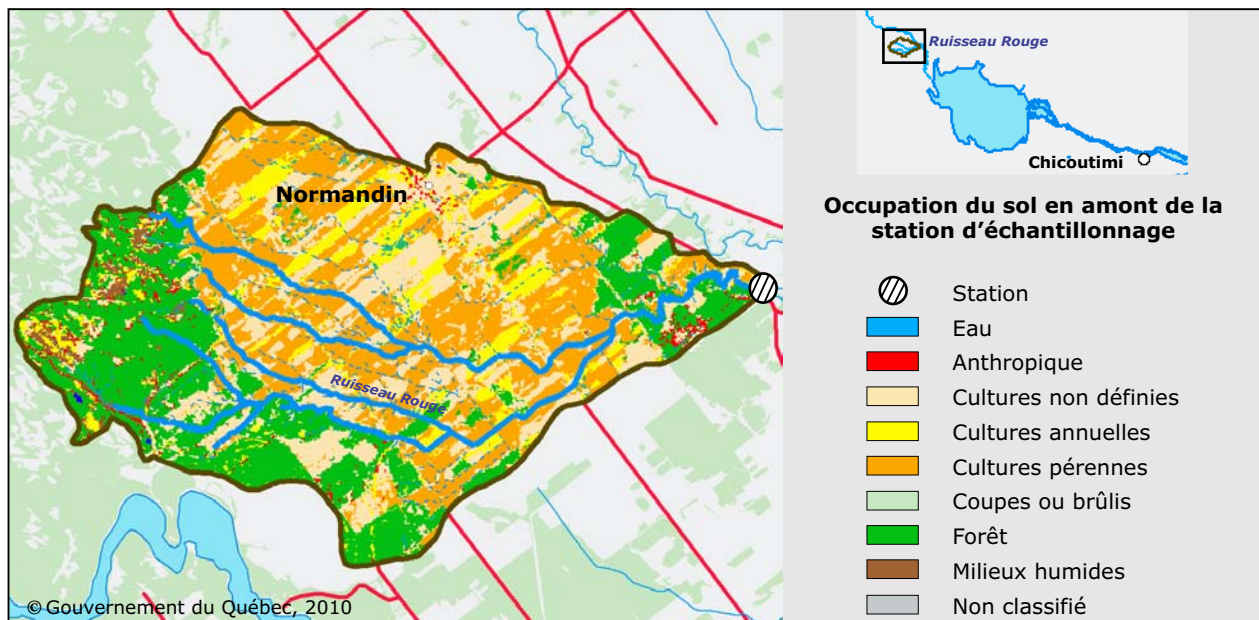 Normandin
Ruisseau Rouge
© Gouvernement du Québec, 2010
Ruisseau Rouge
Chicoutimi
Occupation du sol en amont de la
station d'échantillonnage
Station
Eau
Anthropique
Cultures non définies
Cultures annuelles
Cultures pérennes
Coupes ou brûlis
Forêt
Milieux humides
Non classifié